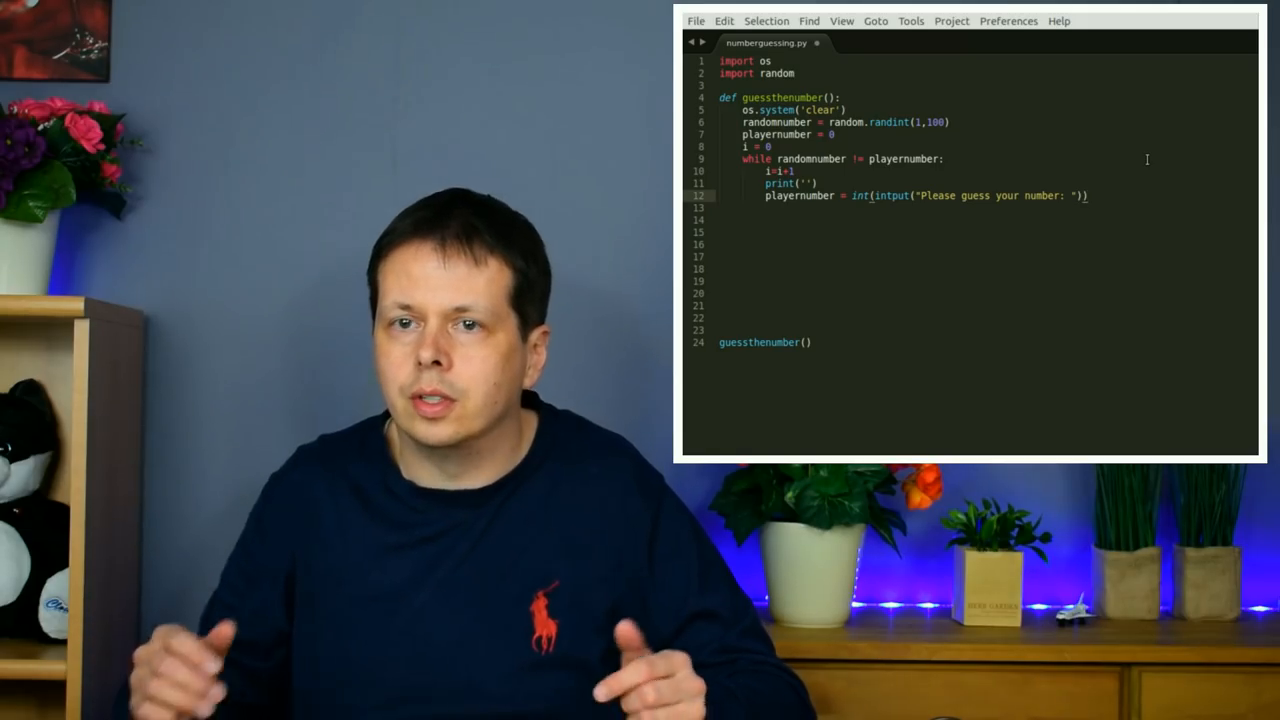 File Edit Selection Find View Goto Tools Project Preferences Help
numberguessing.py
1 import os
2 import random
3
4 def guessthenumber():
5 os.system('clear')
6 randomnumber = random.randint(1,100)
7 playernumber = 0
8 i = 0
9 while randomnumber != playernumber:
10 i=i+1
11 print('')
12 playernumber = int(intput("Please guess your number: "))
13
14
15
16
17
18
19
20
21
22
23
24 guessthenumber()
HERB GARDEN